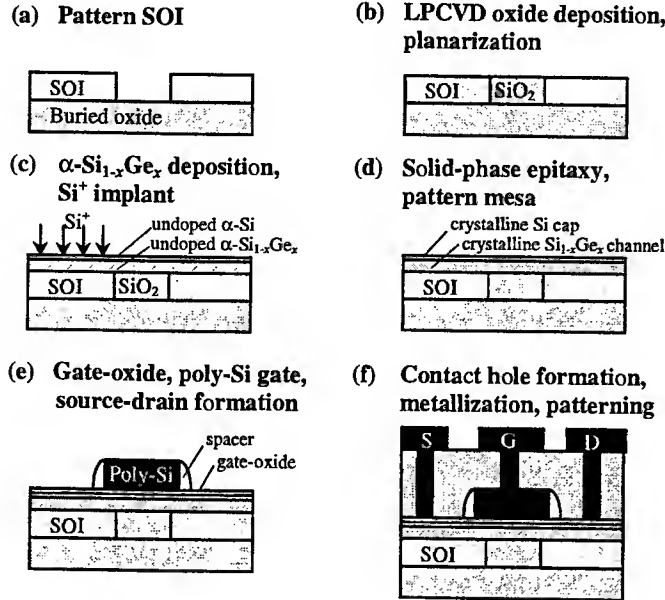 (a) Pattern SOI
SOI
Buried oxide
(b) LPCVD oxide deposition,
planarization
SOI SiO₂
(c) α-Si₁₋ₓGeₓ deposition,
Si⁺ implant
Si⁺
undoped α-Si
undoped α-Si₁₋ₓGeₓ
SOI SiO₂
(d) Solid-phase epitaxy,
pattern mesa
crystalline Si cap
crystalline Si₁₋ₓGeₓ channel
SOI
(e) Gate-oxide, poly-Si gate,
source-drain formation
spacer
Poly-Si
gate-oxide
SOI
(f) Contact hole formation,
metallization, patterning
S G D
SOI